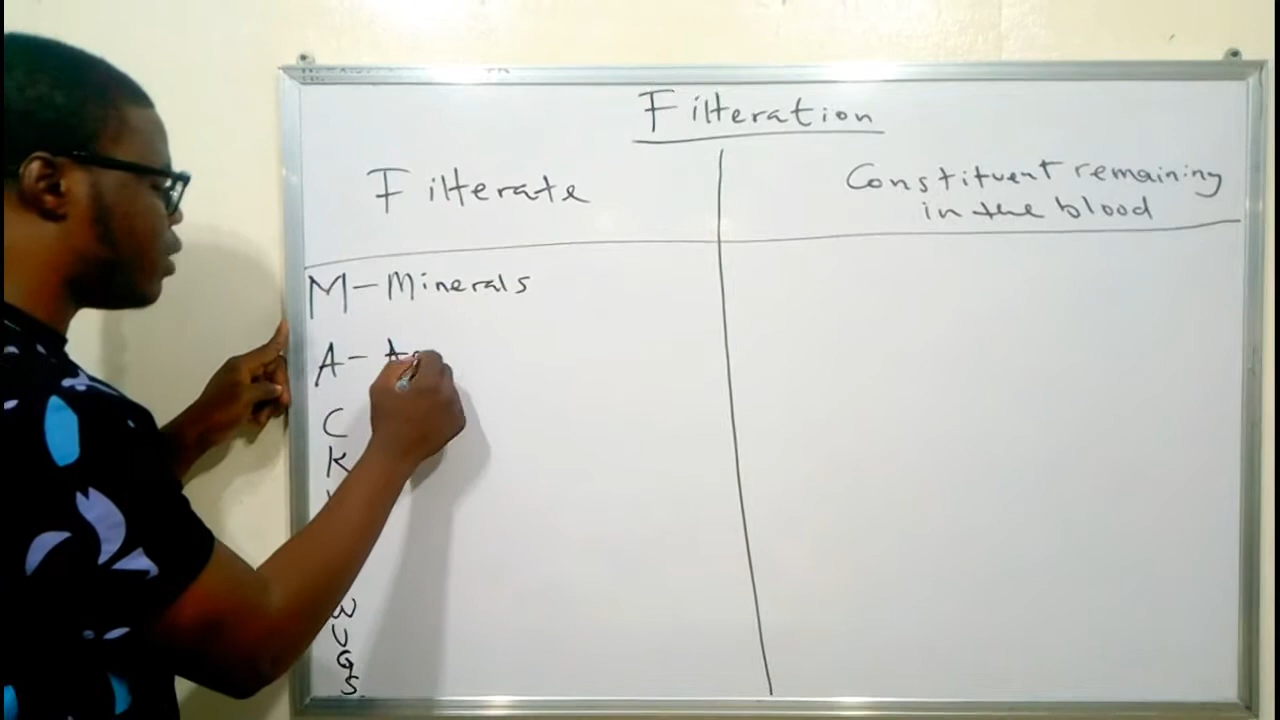 Filteration
Filterate
Constituent remaining
in the blood
M - Minerals
A - A
C
K
W
U
G
S